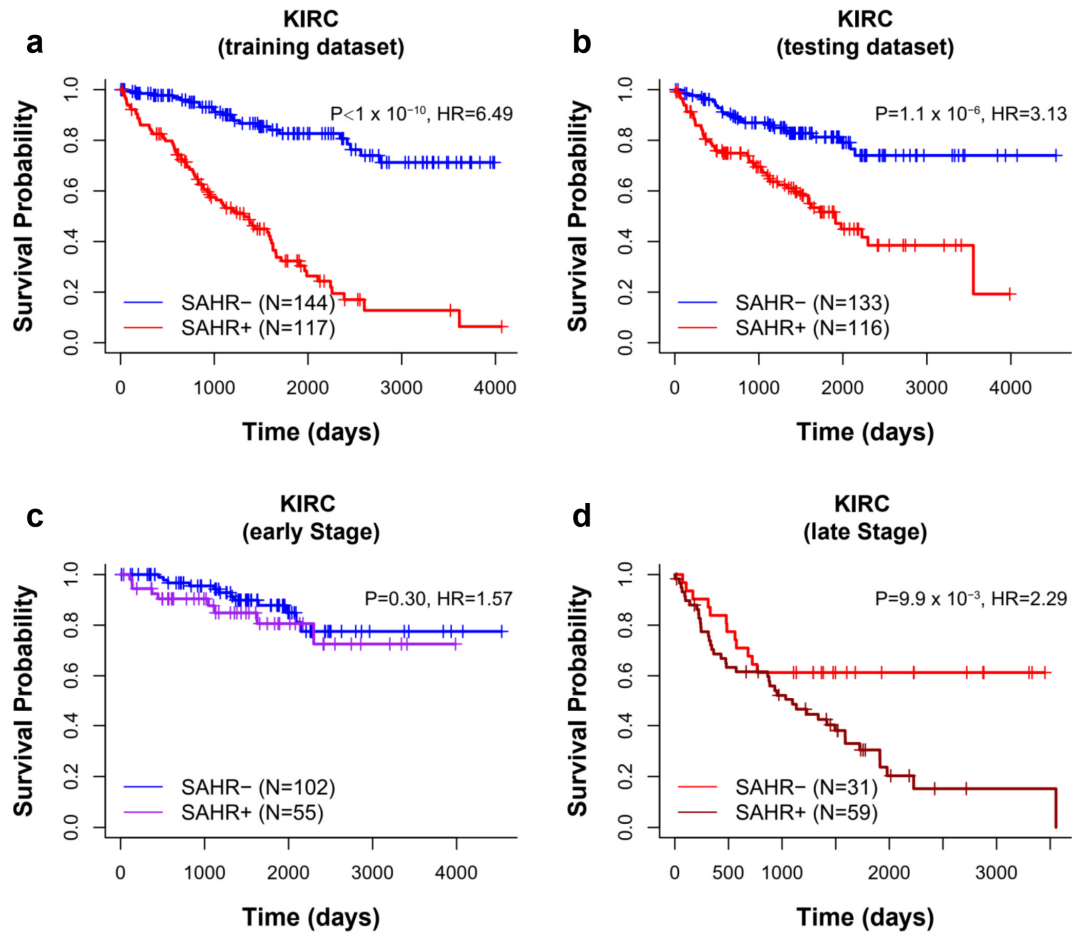 a
KIRC
(training dataset)
P<1 x 10⁻¹⁰, HR=6.49
Survival Probability
1.0
0.8
0.6
0.4
0.2
0.0
SAHR− (N=144)
SAHR+ (N=117)
0 1000 2000 3000 4000
Time (days)
b
KIRC
(testing dataset)
P=1.1 x 10⁻⁶, HR=3.13
Survival Probability
1.0
0.8
0.6
0.4
0.2
0.0
SAHR− (N=133)
SAHR+ (N=116)
0 1000 2000 3000 4000
Time (days)
c
KIRC
(early Stage)
P=0.30, HR=1.57
Survival Probability
1.0
0.8
0.6
0.4
0.2
0.0
SAHR− (N=102)
SAHR+ (N=55)
0 1000 2000 3000 4000
Time (days)
d
KIRC
(late Stage)
P=9.9 x 10⁻³, HR=2.29
Survival Probability
1.0
0.8
0.6
0.4
0.2
0.0
SAHR− (N=31)
SAHR+ (N=59)
0 500 1000 2000 3000
Time (days)